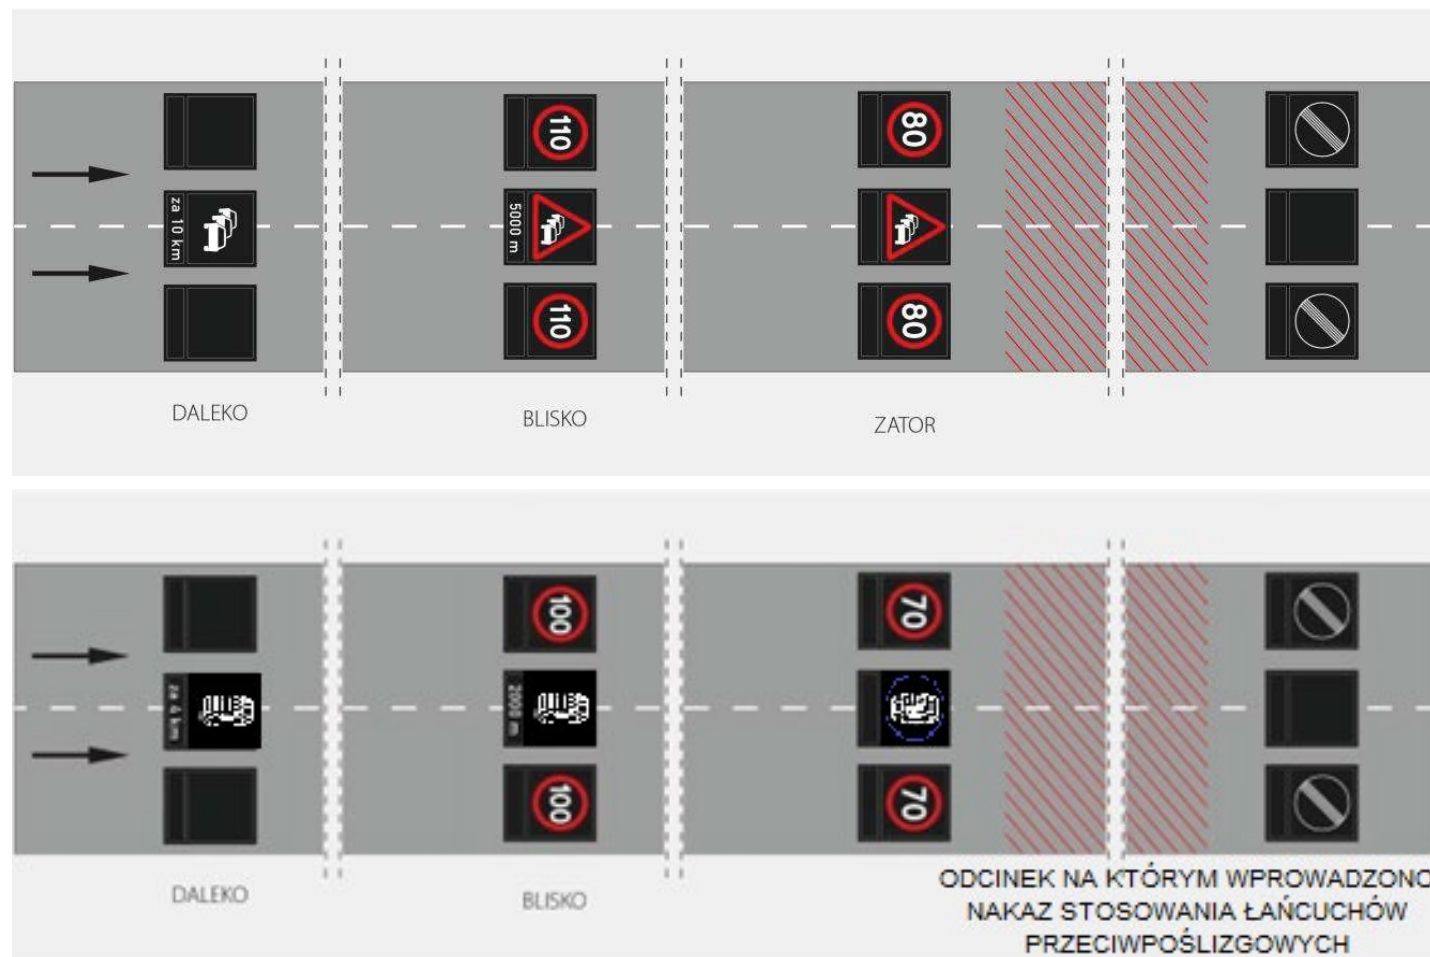 110
80
za 10 km
5000 m
110
80
DALEKO
BLISKO
ZATOR
100
70
za 4 km
2000 m
100
70
DALEKO
BLISKO
ODCINEK NA KTÓRYM WPROWADZONO
NAKAZ STOSOWANIA ŁAŃCUCHÓW
PRZECIWPOŚLIZGOWYCH